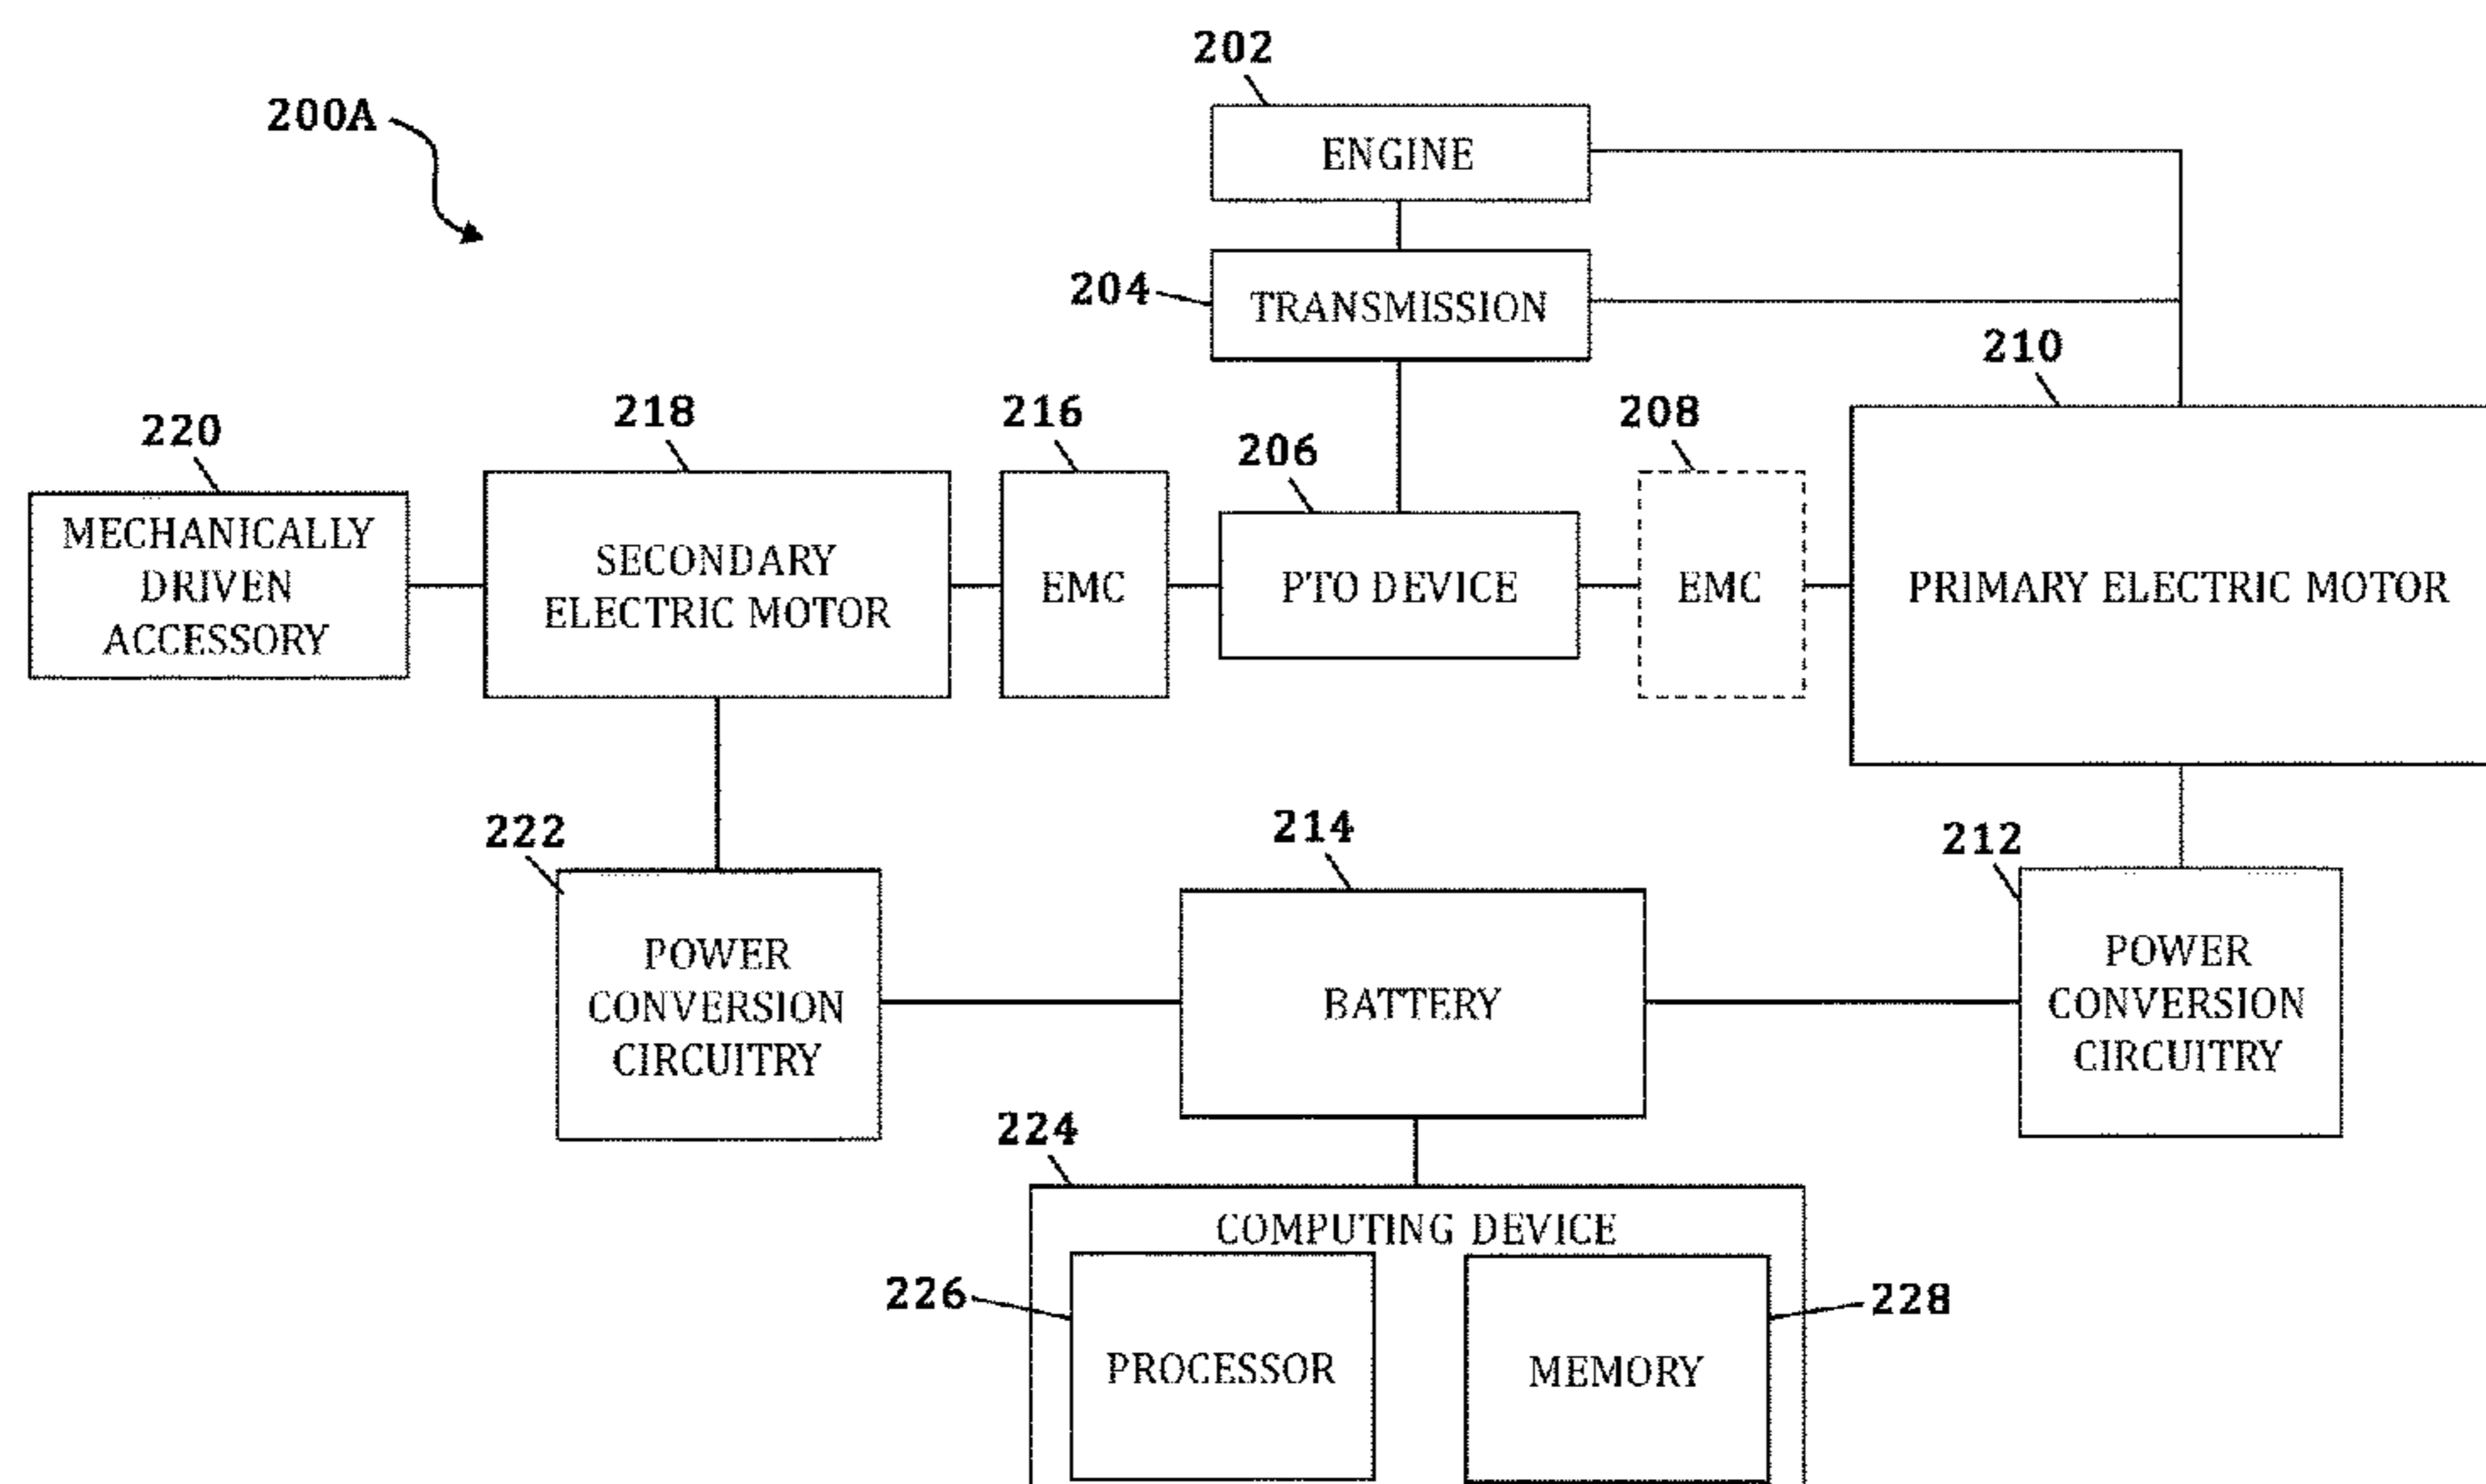 202
200A
ENGINE
204
TRANSMISSION
210
220
218
216
206
208
MECHANICALLY
DRIVEN
ACCESSORY
SECONDARY
ELECTRIC MOTOR
EMC
PTO DEVICE
EMC
PRIMARY ELECTRIC MOTOR
222
214
212
POWER
CONVERSION
CIRCUITRY
BATTERY
POWER
CONVERSION
CIRCUITRY
224
COMPUTING DEVICE
226
228
PROCESSOR
MEMORY